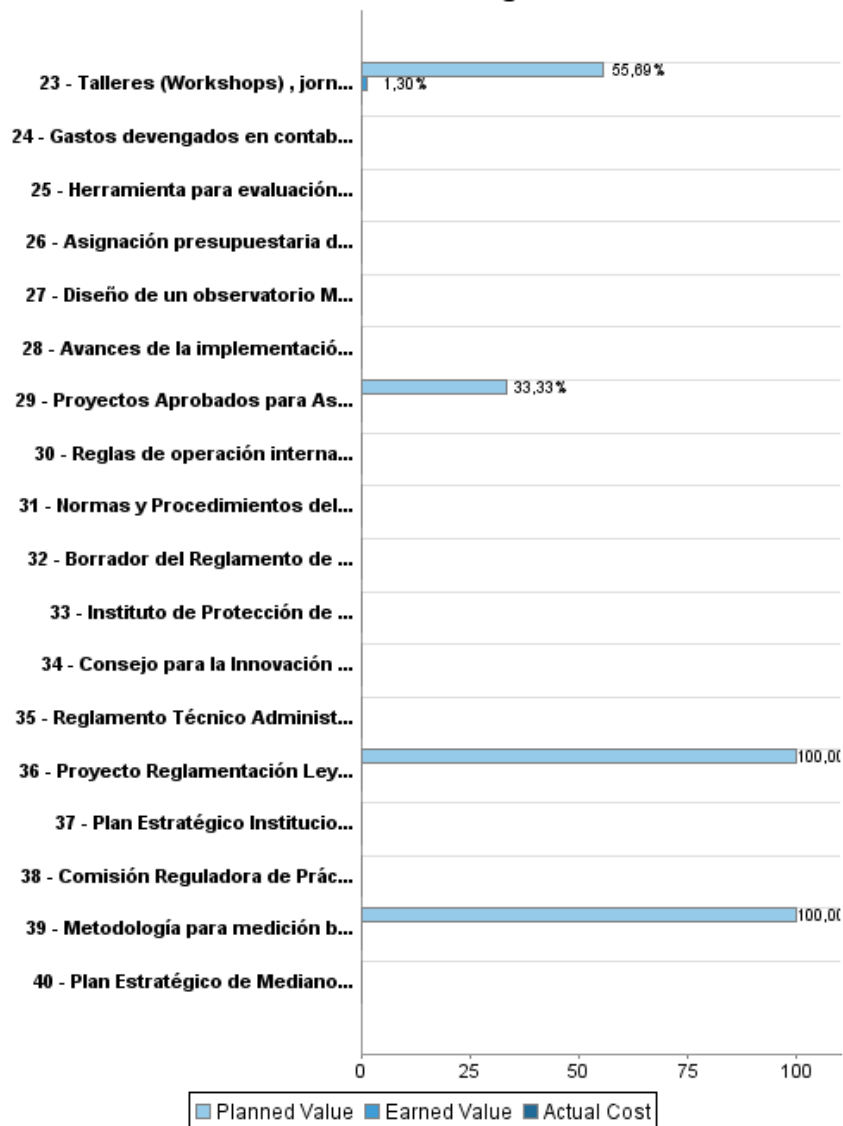 23 - Talleres (Workshops) , jorn...
55,69%
1,30%
24 - Gastos devengados en contab...
25 - Herramienta para evaluación...
26 - Asignación presupuestaria d...
27 - Diseño de un observatorio M...
28 - Avances de la implementació...
29 - Proyectos Aprobados para As...
33,33%
30 - Reglas de operación interna...
31 - Normas y Procedimientos del...
32 - Borrador del Reglamento de ...
33 - Instituto de Protección de ...
34 - Consejo para la Innovación ...
35 - Reglamento Técnico Administ...
36 - Proyecto Reglamentación Ley...
100,00
37 - Plan Estratégico Institucio...
38 - Comisión Reguladora de Prác...
39 - Metodología para medición b...
100,00
40 - Plan Estratégico de Mediano...
0 25 50 75 100
Planned Value Earned Value Actual Cost